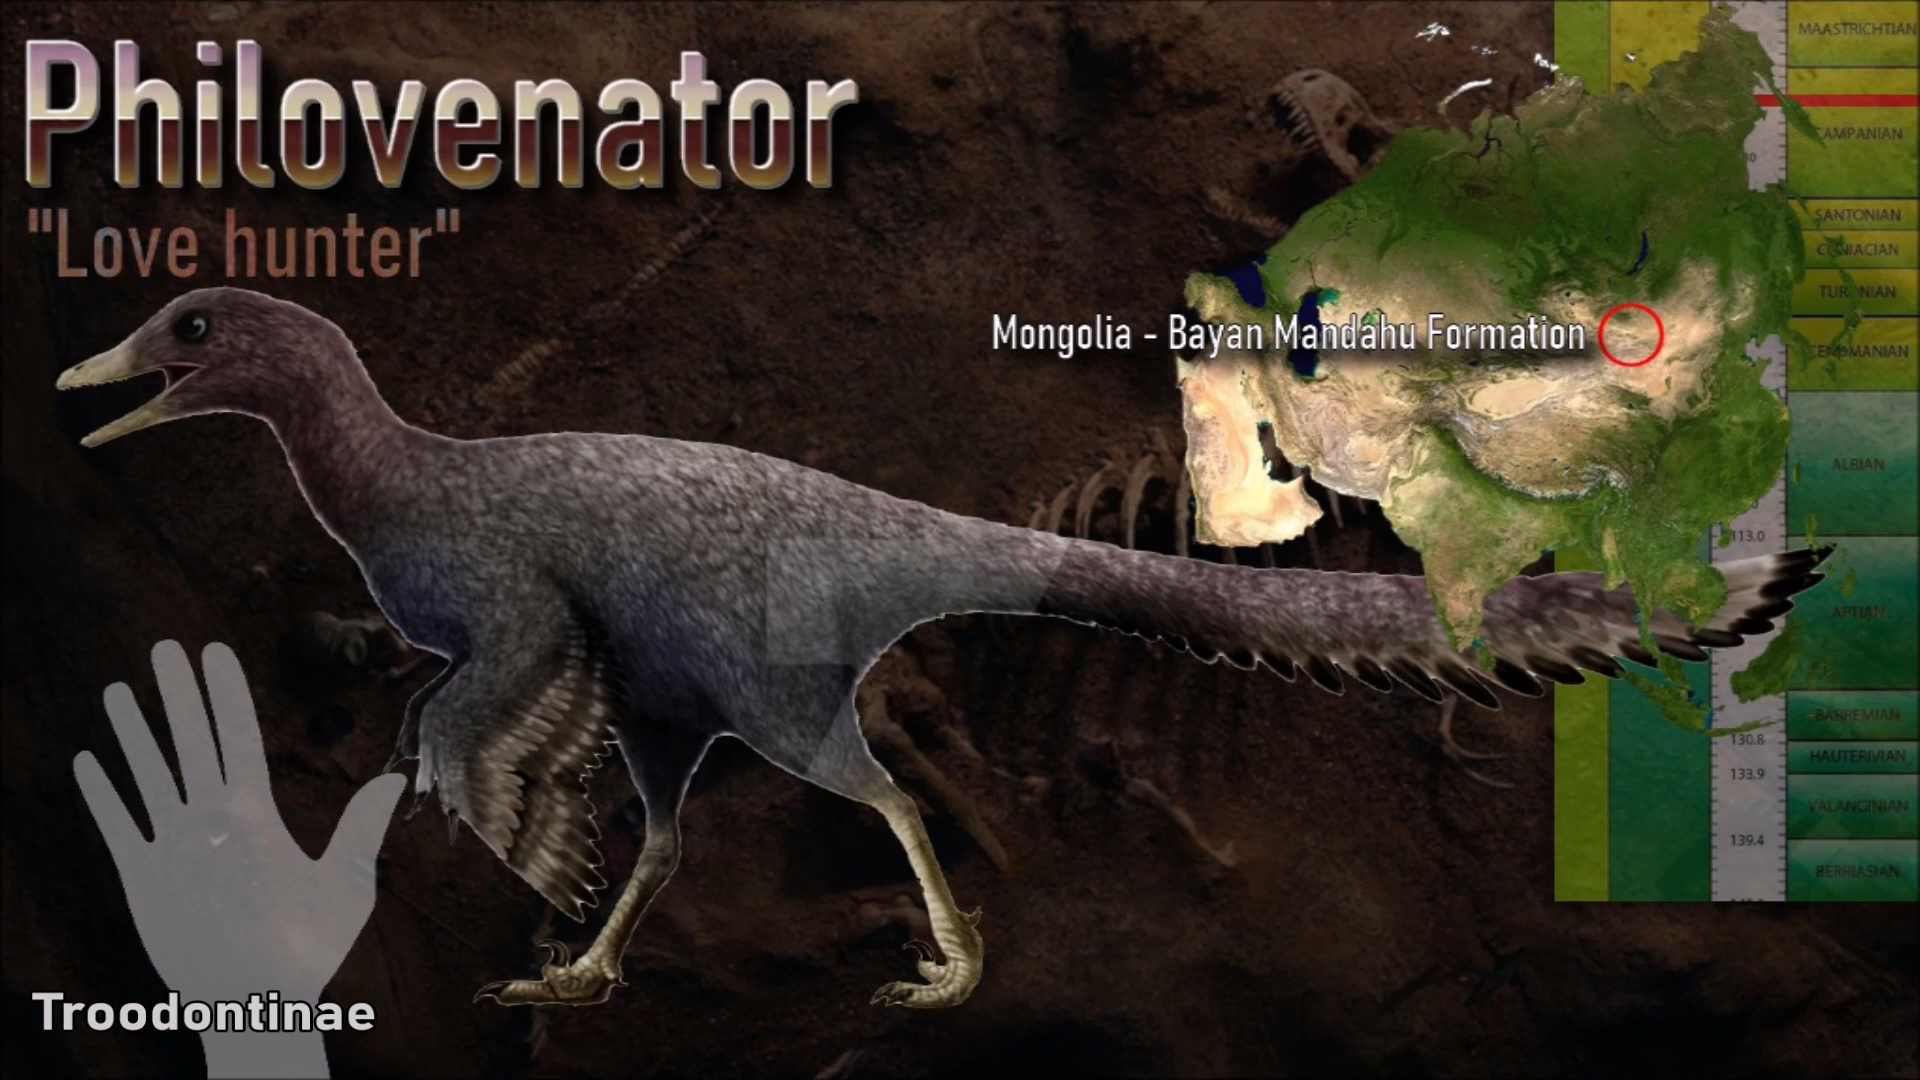 Philovenator
"Love hunter"
Mongolia - Bayan Mandahu Formation
Troodontinae
MAASTRICHTIAN
CAMPANIAN
SANTONIAN
CONIACIAN
TURONIAN
CENOMANIAN
ALBIAN
113.0
APTIAN
BARREMIAN
130.8
HAUTERIVIAN
133.9
VALANGINIAN
139.4
BERRIASIAN